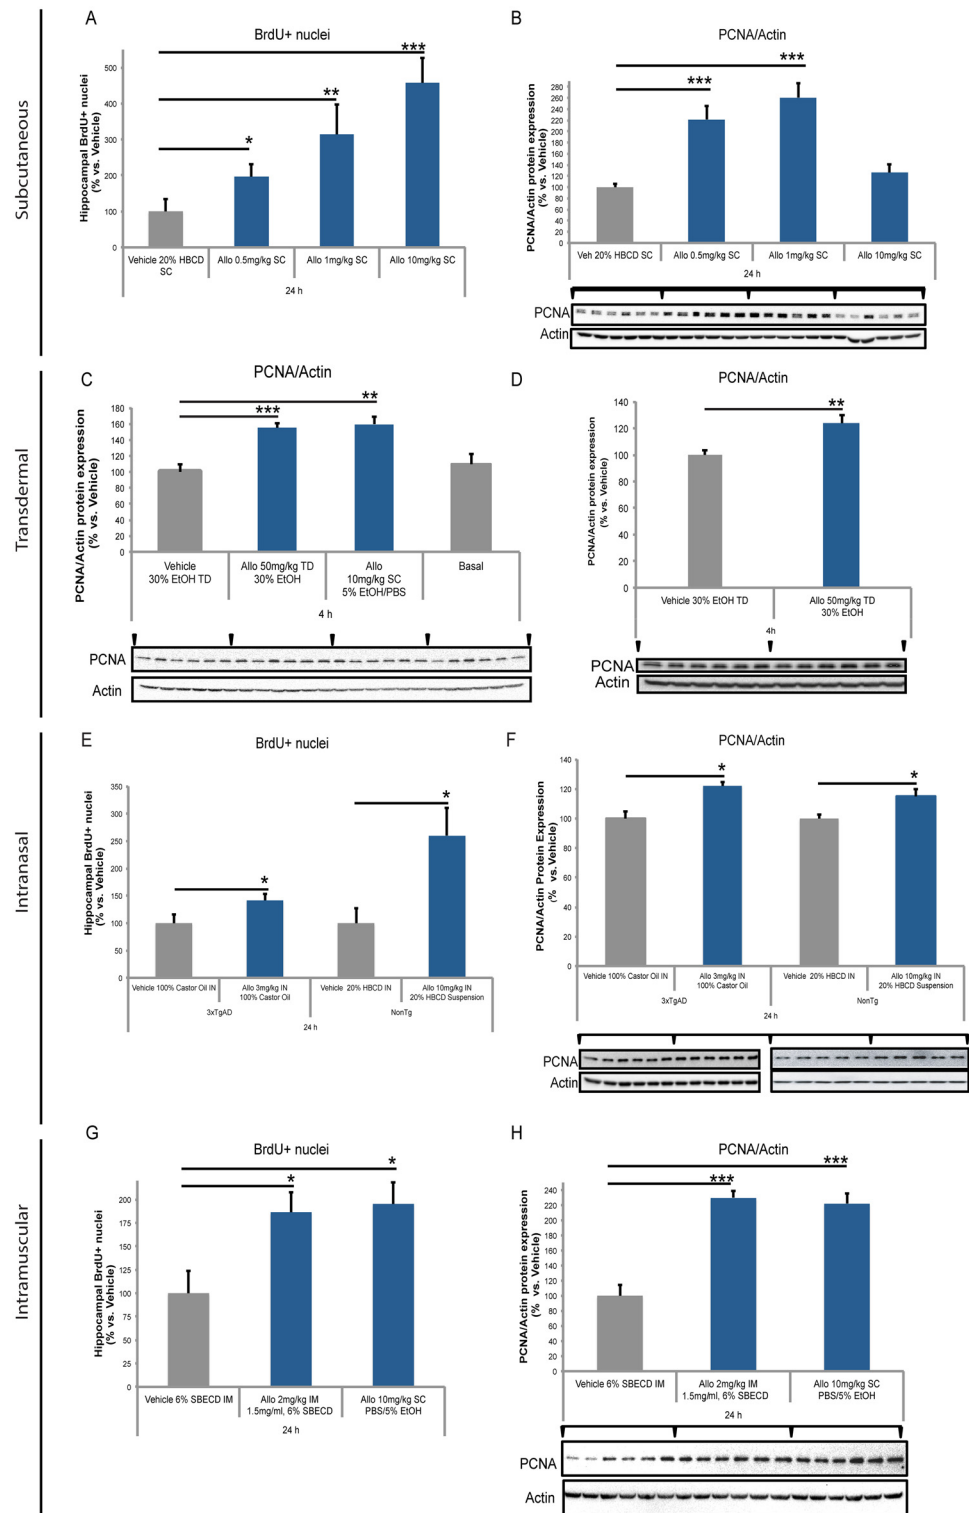 Subcutaneous
A
BrdU+ nuclei
Hippocampal BrdU+ nuclei
(% vs. Vehicle)
500
400
300
200
100
0
*
**
***
Vehicle 20% HBCD
SC
Allo 0.5mg/kg SC
Allo 1mg/kg SC
Allo 10mg/kg SC
24 h
B
PCNA/Actin
PCNA/Actin protein expression
(% vs. Vehicle)
280
260
240
220
200
180
160
140
120
100
80
60
40
20
0
***
***
Veh 20% HBCD SC
Allo 0.5mg/kg SC
Allo 1mg/kg SC
Allo 10mg/kg SC
24 h
PCNA
Actin
Transdermal
C
PCNA/Actin
PCNA/Actin protein expression
(% vs. Vehicle)
180
160
140
120
100
80
60
40
20
0
***
**
Vehicle
30% EtOH TD
Allo 50mg/kg TD
30% EtOH
Allo
10mg/kg SC
5% EtOH/PBS
Basal
4 h
PCNA
Actin
D
PCNA/Actin
PCNA/Actin protein expression
(% vs. Vehicle)
140
120
100
80
60
40
20
0
**
Vehicle 30% EtOH TD
Allo 50mg/kg TD
30% EtOH
4h
PCNA
Actin
Intranasal
E
BrdU+ nuclei
Hippocampal BrdU+ nuclei
(% vs. Vehicle)
350
300
250
200
150
100
50
0
*
*
Vehicle 100% Castor Oil IN
Allo 3mg/kg IN
100% Castor Oil
Vehicle 20% HBCD IN
Allo 10mg/kg IN
20% HBCD Suspension
3xTgAD
NonTg
24 h
F
PCNA/Actin
PCNA/Actin Protein Expression
(% vs.Vehicle)
140
120
100
80
60
40
20
0
*
*
Vehicle 100% Castor Oil IN
Allo 3mg/kg IN
100% Castor Oil
Vehicle 20% HBCD IN
Allo 10mg/kg IN
20% HBCD Suspension
3xTgAD
NonTg
24 h
PCNA
Actin
Intramuscular
G
BrdU+ nuclei
Hippocampal BrdU+ nuclei
(% vs. Vehicle)
200
175
150
125
100
75
50
25
0
*
*
Vehicle 6% SBECD IM
Allo 2mg/kg IM
1.5mg/ml, 6% SBECD
Allo 10mg/kg SC
PBS/5% EtOH
24 h
H
PCNA/Actin
PCNA/Actin protein expression
(% vs. Vehicle)
240
220
200
180
160
140
120
100
80
60
40
20
0
***
***
Vehicle 6% SBECD IM
Allo 2mg/kg IM
1.5mg/ml, 6% SBECD
Allo 10mg/kg SC
PBS/5% EtOH
24 h
PCNA
Actin